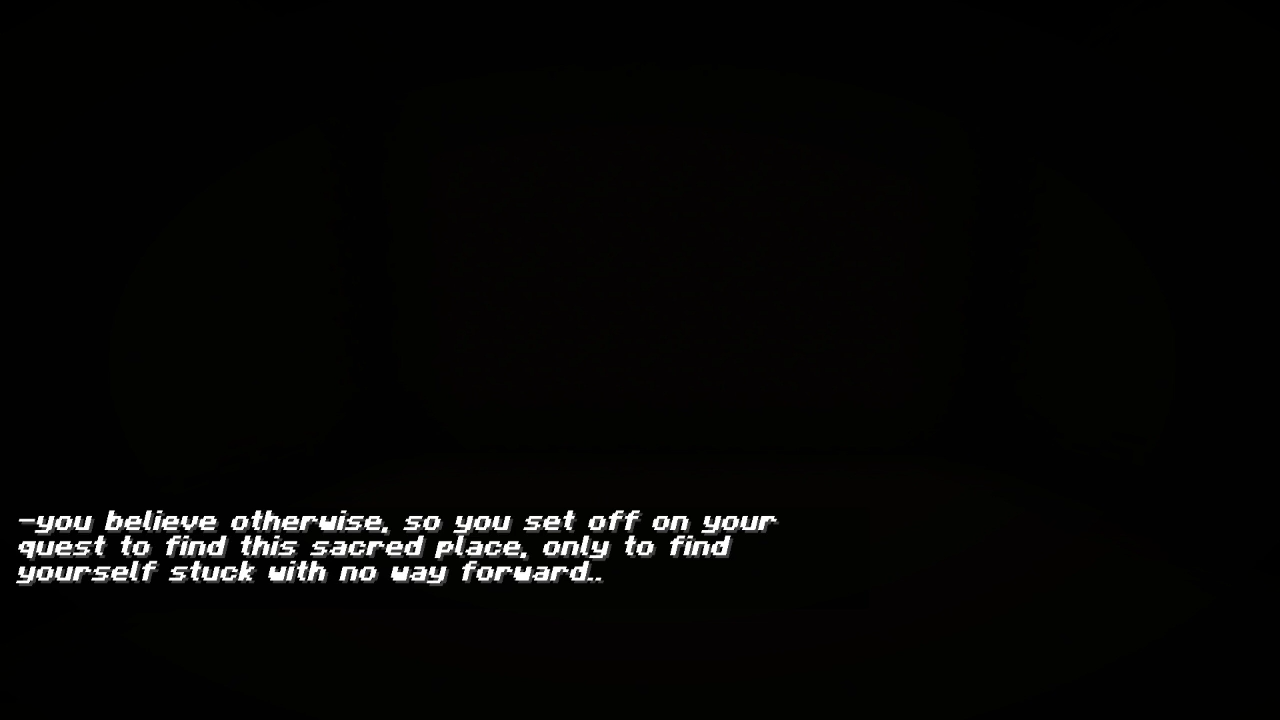 -you believe otherwise, so you set off on your
quest to find this sacred place, only to find
yourself stuck with no way forward..